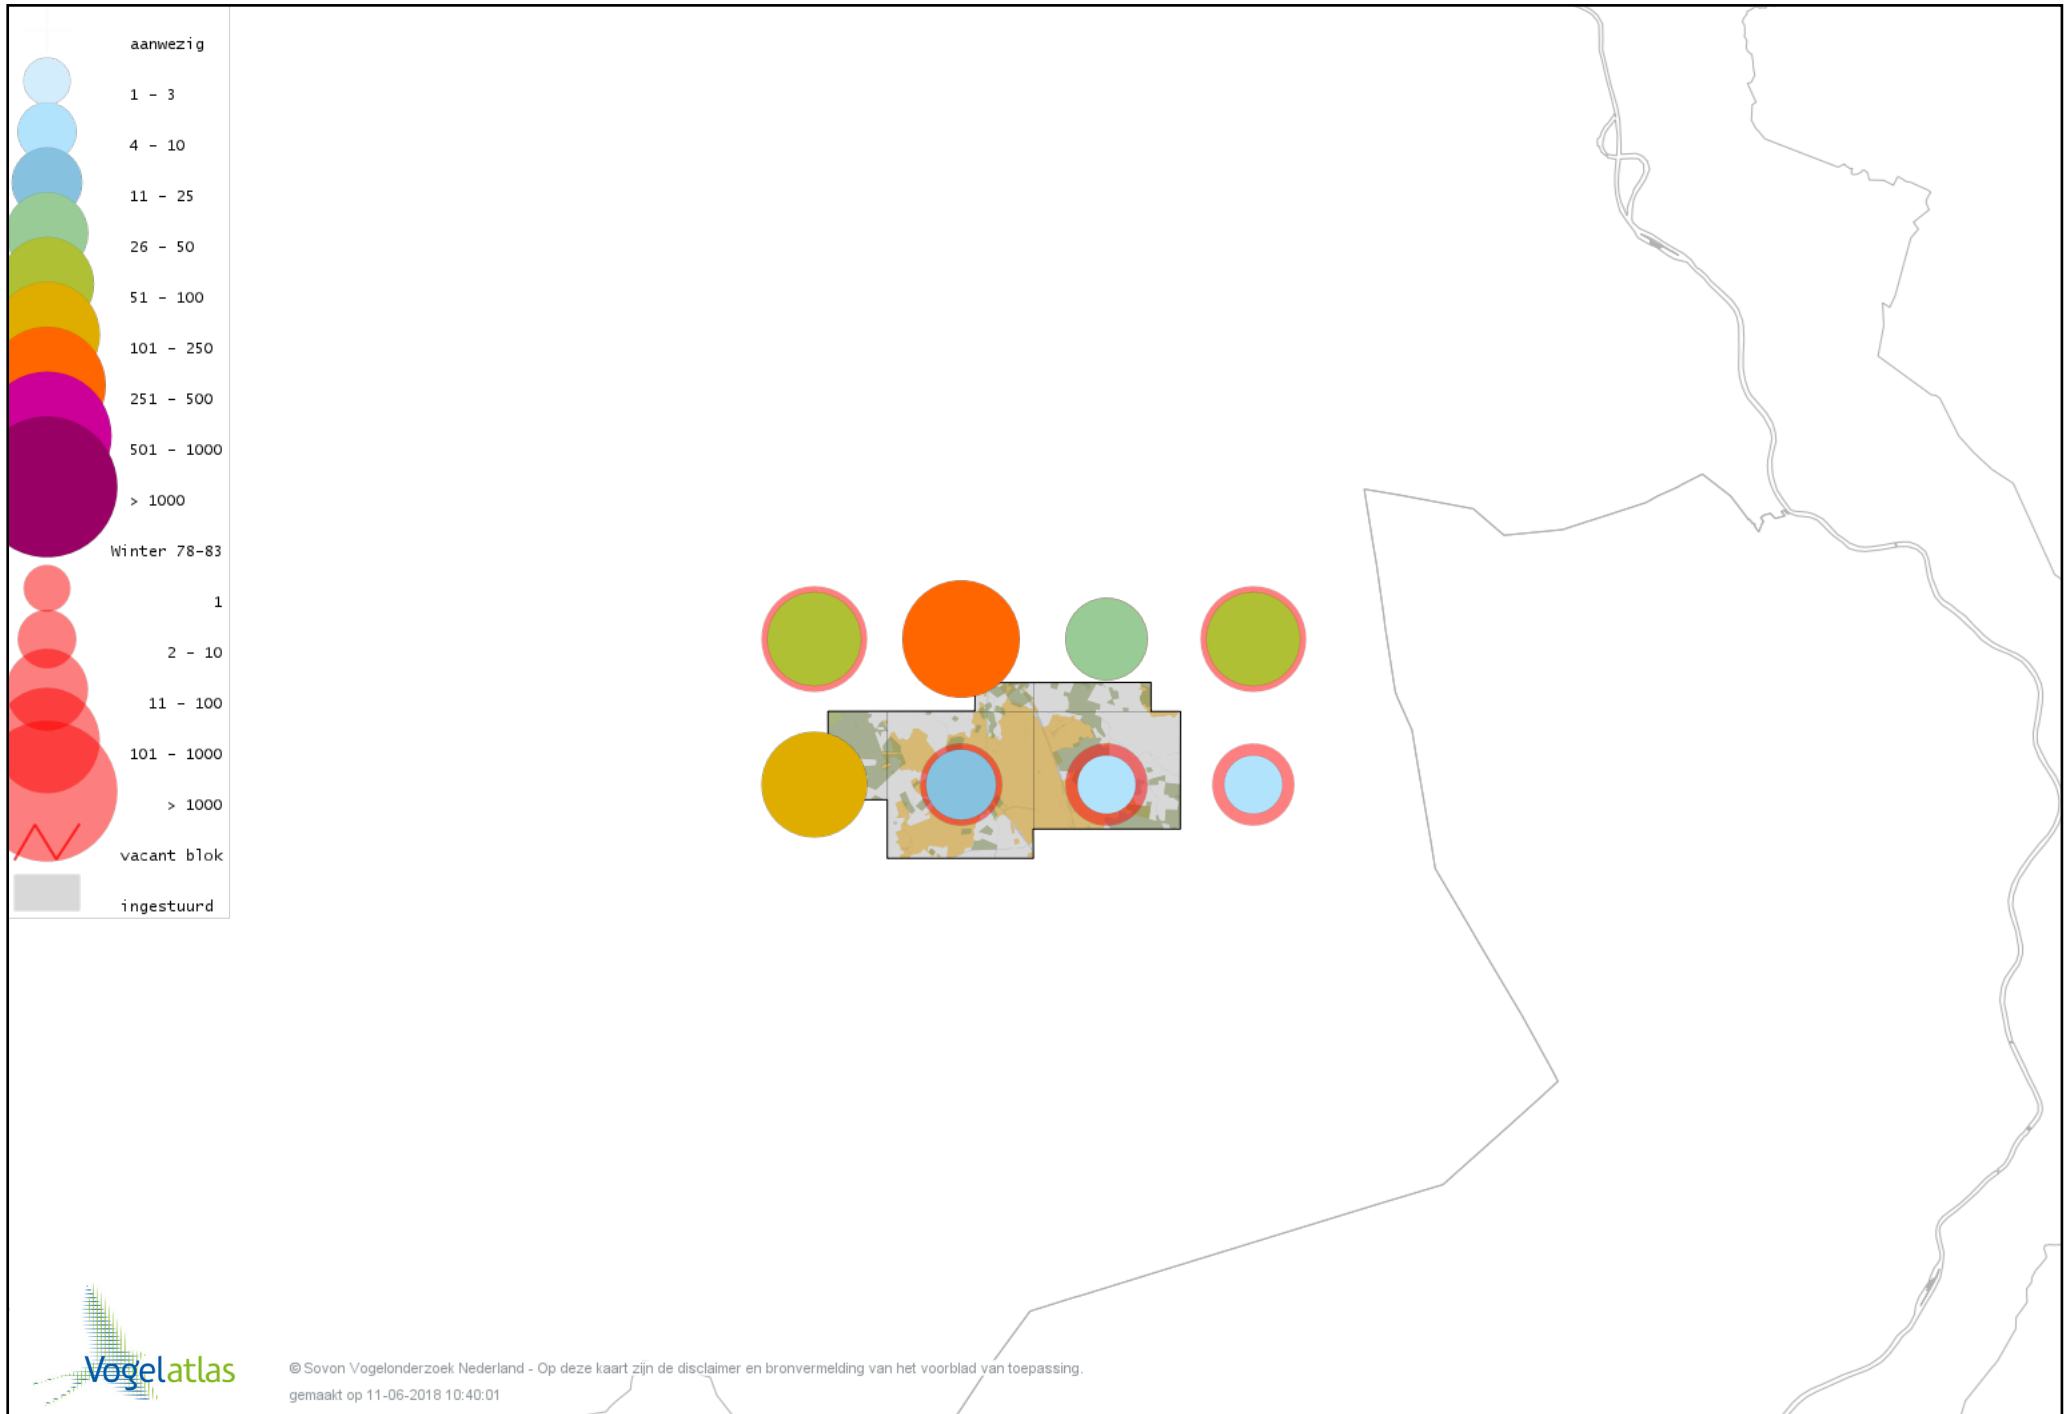 aanwezig
1 - 3
4 - 10
11 - 25
26 - 50
51 - 100
101 - 250
251 - 500
501 - 1000
> 1000
Winter 78-83
1
2 - 10
11 - 100
101 - 1000
> 1000
vacant blok
ingestuurd
Vogelatlas
© Sovon Vogelonderzoek Nederland - Op deze kaart zijn de disclaimer en bronvermelding van het voorblad van toepassing.
gemaakt op 11-06-2018 10:40:01